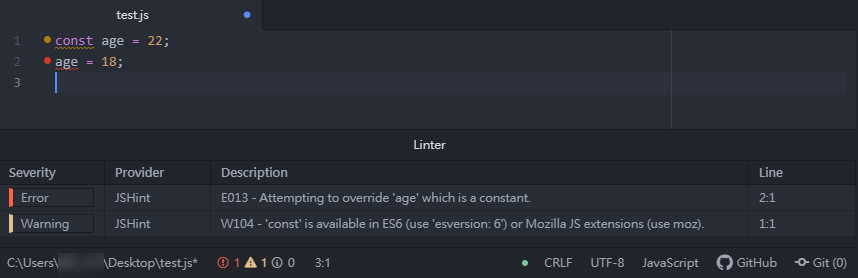 test.js
1 const age = 22;
2 age = 18;
3
Linter
Severity Provider Description Line
Error JSHint E013 - Attempting to override 'age' which is a constant. 2:1
Warning JSHint W104 - 'const' is available in ES6 (use 'esversion: 6') or Mozilla JS extensions (use moz). 1:1
C:\Users\ \Desktop\test.js* 1 1 0 3:1 CRLF UTF-8 JavaScript GitHub Git (0)